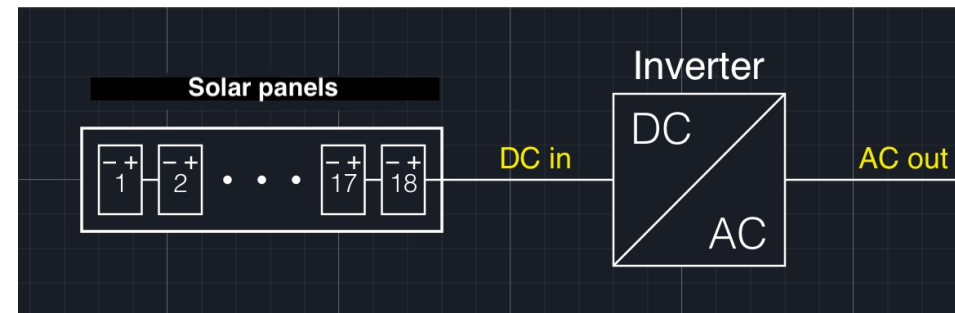 Inverter
Solar panels
DC
DC in
AC out
- + - + - + - +
1 2 • • • 17 18
AC